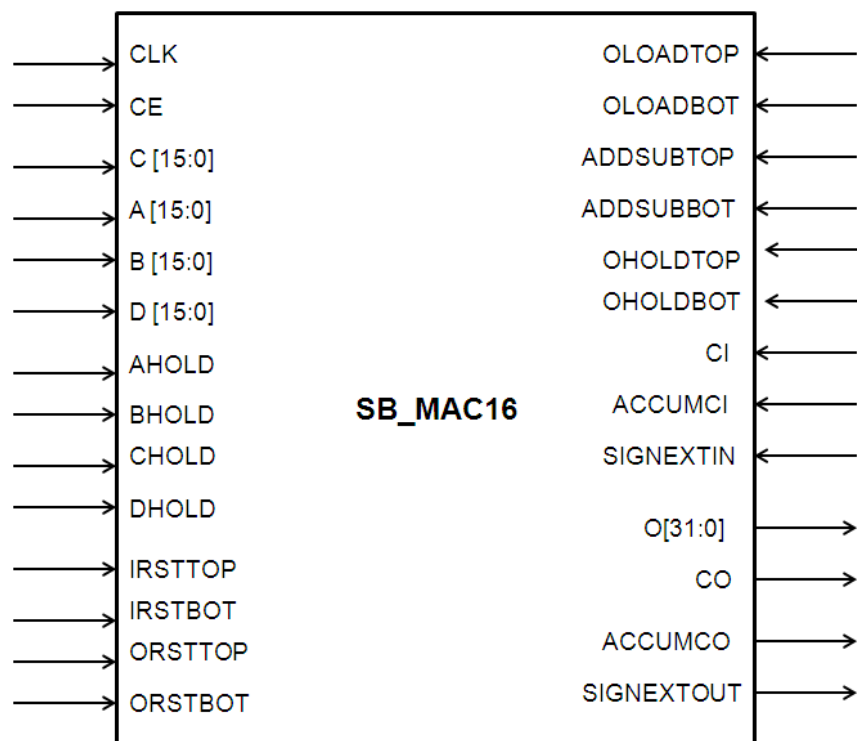 CLK
CE
C [15:0]
A [15:0]
B [15:0]
D [15:0]
AHOLD
BHOLD
CHOLD
DHOLD
IRSTTOP
IRSTBOT
ORSTTOP
ORSTBOT
SB_MAC16
OLOADTOP
OLOADBOT
ADDSUBTOP
ADDSUBBOT
OHOLDTOP
OHOLDBOT
CI
ACCUMCI
SIGNEXTIN
O[31:0]
CO
ACCUMCO
SIGNEXTOUT